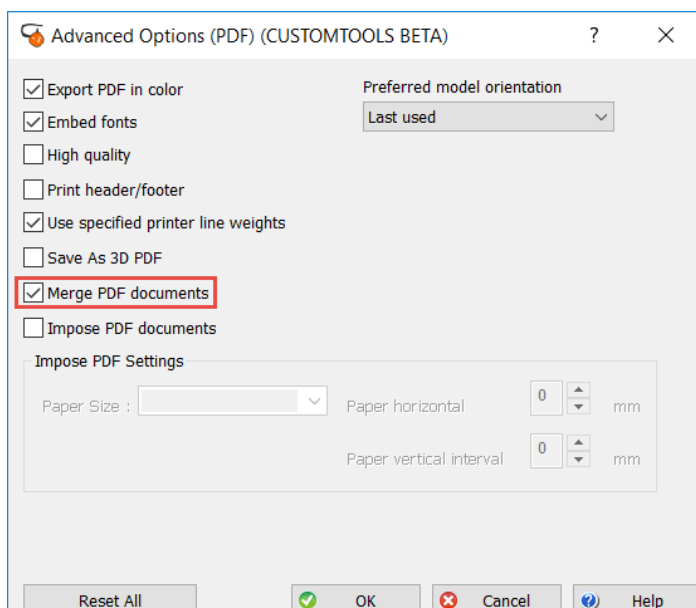 Advanced Options (PDF) (CUSTOMTOOLS BETA) ?
Export PDF in color
Preferred model orientation
Embed fonts
Last used
High quality
Print header/footer
Use specified printer line weights
Save As 3D PDF
Merge PDF documents
Impose PDF documents
Impose PDF Settings
Paper Size :
Paper horizontal 0 mm
Paper vertical interval 0 mm
Reset All OK Cancel Help